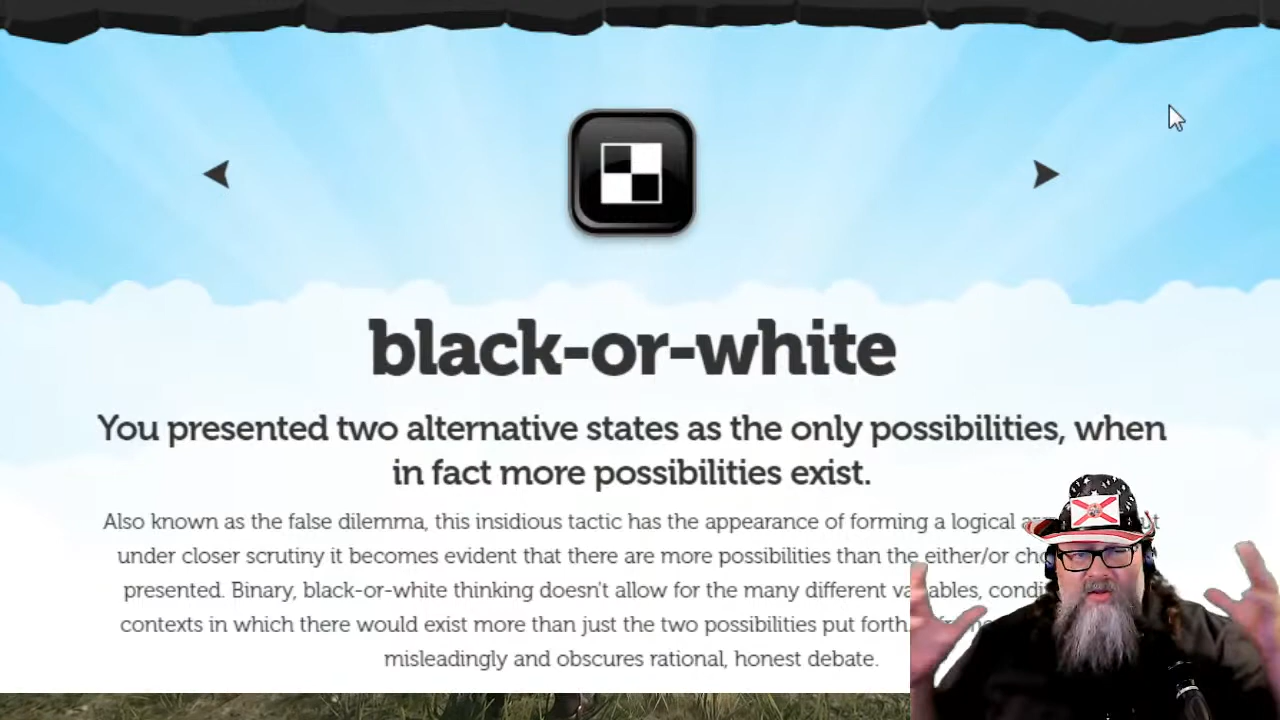 black-or-white
You presented two alternative states as the only possibilities, when
in fact more possibilities exist.
Also known as the false dilemma, this insidious tactic has the appearance of forming a logical
under closer scrutiny it becomes evident that there are more possibilities than the either/or
presented. Binary, black-or-white thinking doesn't allow for the many different
contexts in which there would exist more than just the two possibilities put forth.
misleadingly and obscures rational, honest debate.